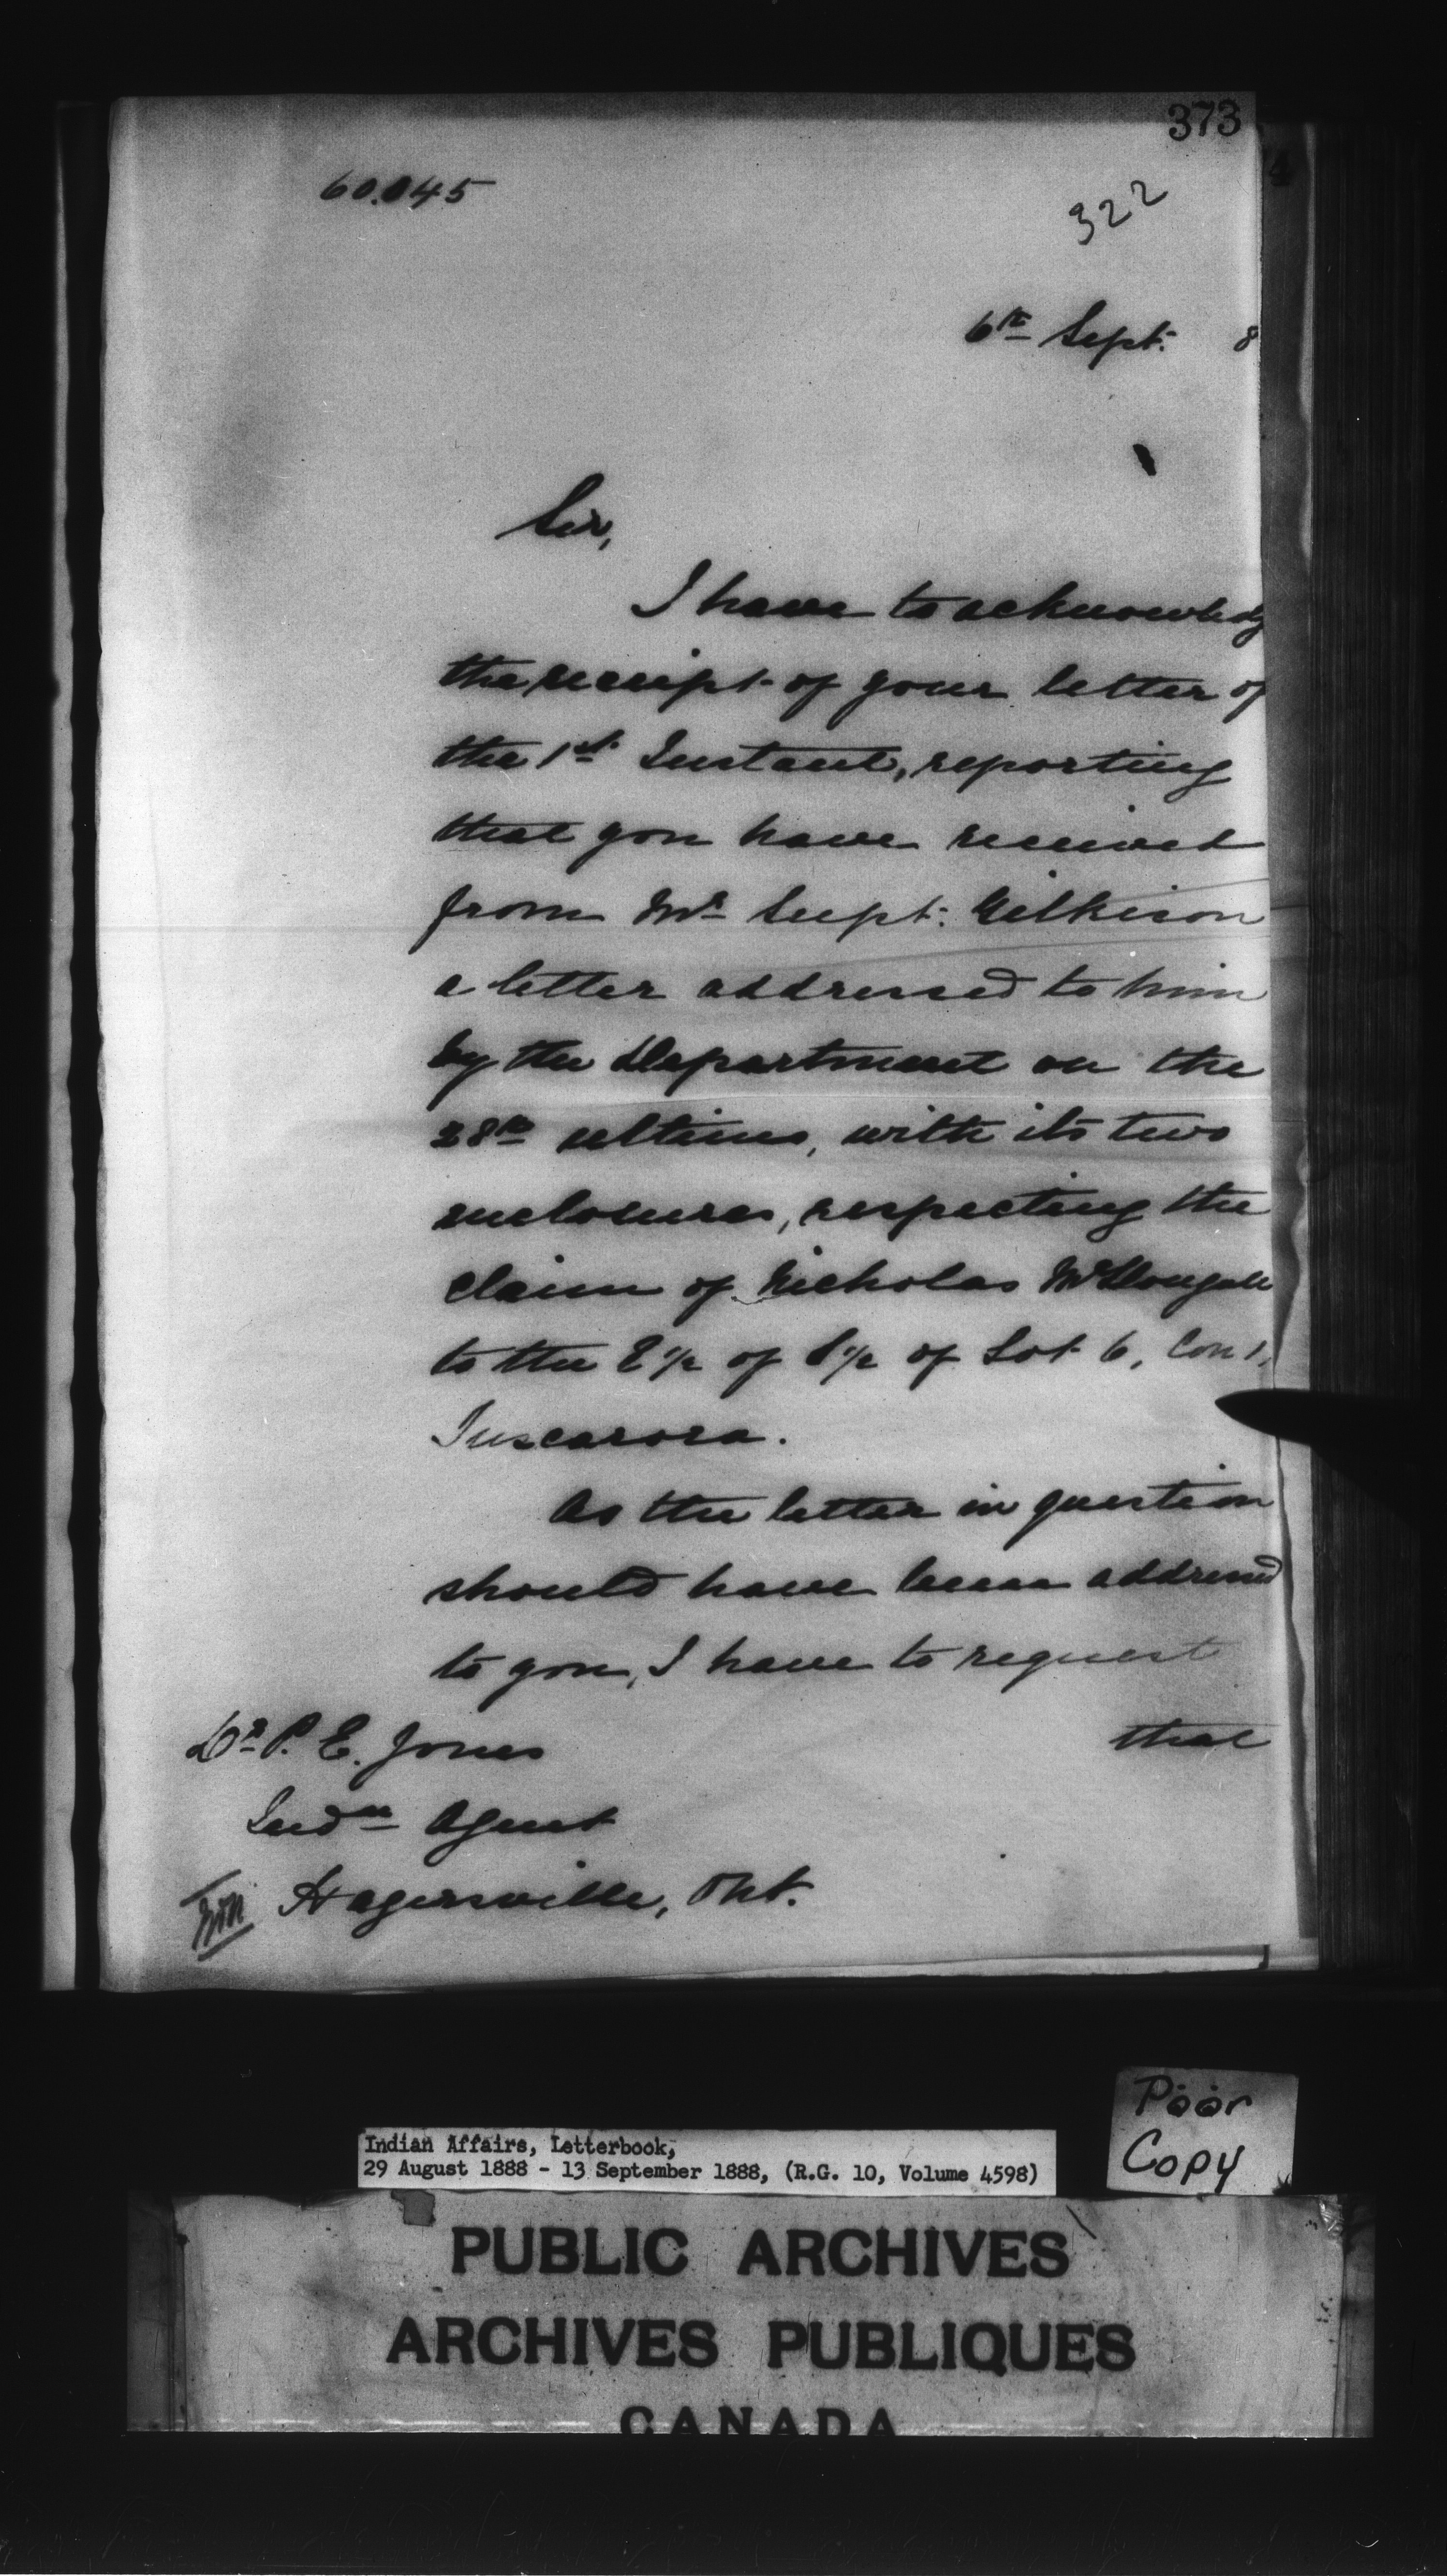 373
60.045
322
6th Sept. 8
Sir,
I have to acknowledg
the receipt of your letter of
the 1st Instant, reporting
that you have received
from Mr Supt. Gilkison
a letter addressed to him
by the Department on the
28th ultimo, with its two
enclosures, respecting the
claim of Nicholas McDougall
to the E ½ of S ½ of Lot 6, Con 1,
Tuscarora.
As the letter in question
should have been addressed
to you, I have to request
that
Dr. P. E. Jones
Indn Agent
Hagersville, Ont.
Poor
Copy
Indian Affairs, Letterbook,
29 August 1888 - 13 September 1888, (R.G. 10, Volume 4598)
PUBLIC ARCHIVES
ARCHIVES PUBLIQUES
CANADA